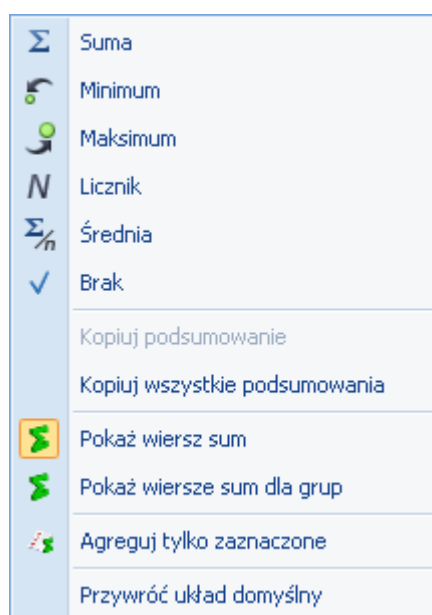 Suma
Minimum
Maksimum
N Licznik
Σ/n Średnia
Brak
Kopiuj podsumowanie
Kopiuj wszystkie podsumowania
Pokaż wiersz sum
Pokaż wiersze sum dla grup
Agreguj tylko zaznaczone
Przywróć układ domyślny